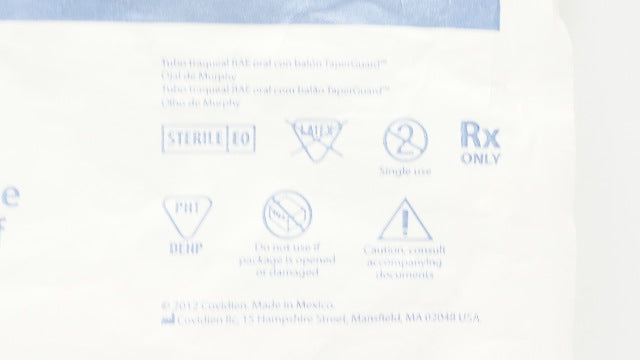 Tubo traqueal RAE oral con balón TaperGuard™
Ojal de Murphy
Tubo traqueal RAE oral com balão TaperGuard™
Olho de Murphy
STERILE EO
LATEX
2
Rx
ONLY
Single use
e
f
PHT
DEHP
Do not use if
package is opened
or damaged
!
Caution, consult
accompanying
documents
© 2012 Covidien. Made in Mexico.
Covidien llc, 15 Hampshire Street, Mansfield, MA 02048 USA.